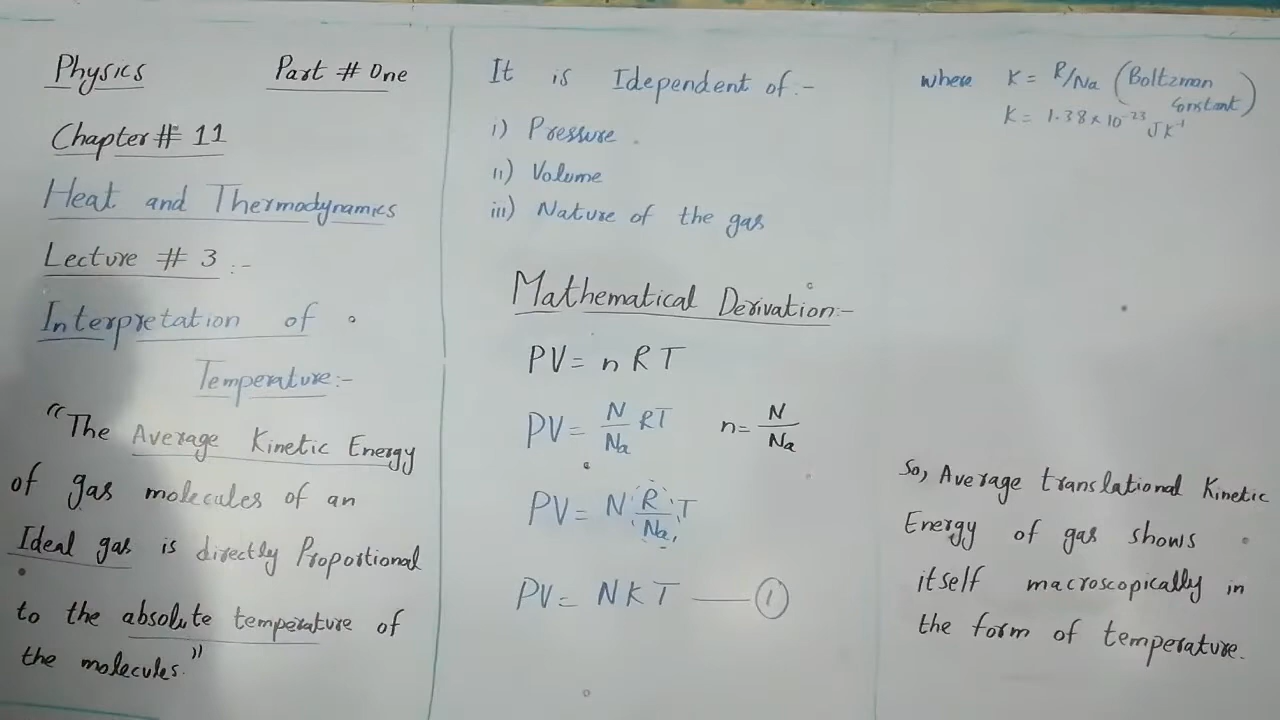 Physics Part # One
Chapter # 11
Heat and Thermodynamics
Lecture # 3 :-
Interpretation of
Temperature:-
"The Average Kinetic Energy
of gas molecules of an
Ideal gas is directly Proportional
to the absolute temperature of
the molecules."
It is Idependent of:-
i) Pressure
ii) Volume
iii) Nature of the gas
Mathematical Derivation:-
PV = n R T
PV = N/Na RT n = N/Na
PV = N R/Na T
PV = N K T —— ①
where K = R/Na (Boltzman Constant)
K = 1.38 × 10⁻²³ J K⁻¹
So, Average translational Kinetic
Energy of gas shows
itself macroscopically in
the form of temperature.